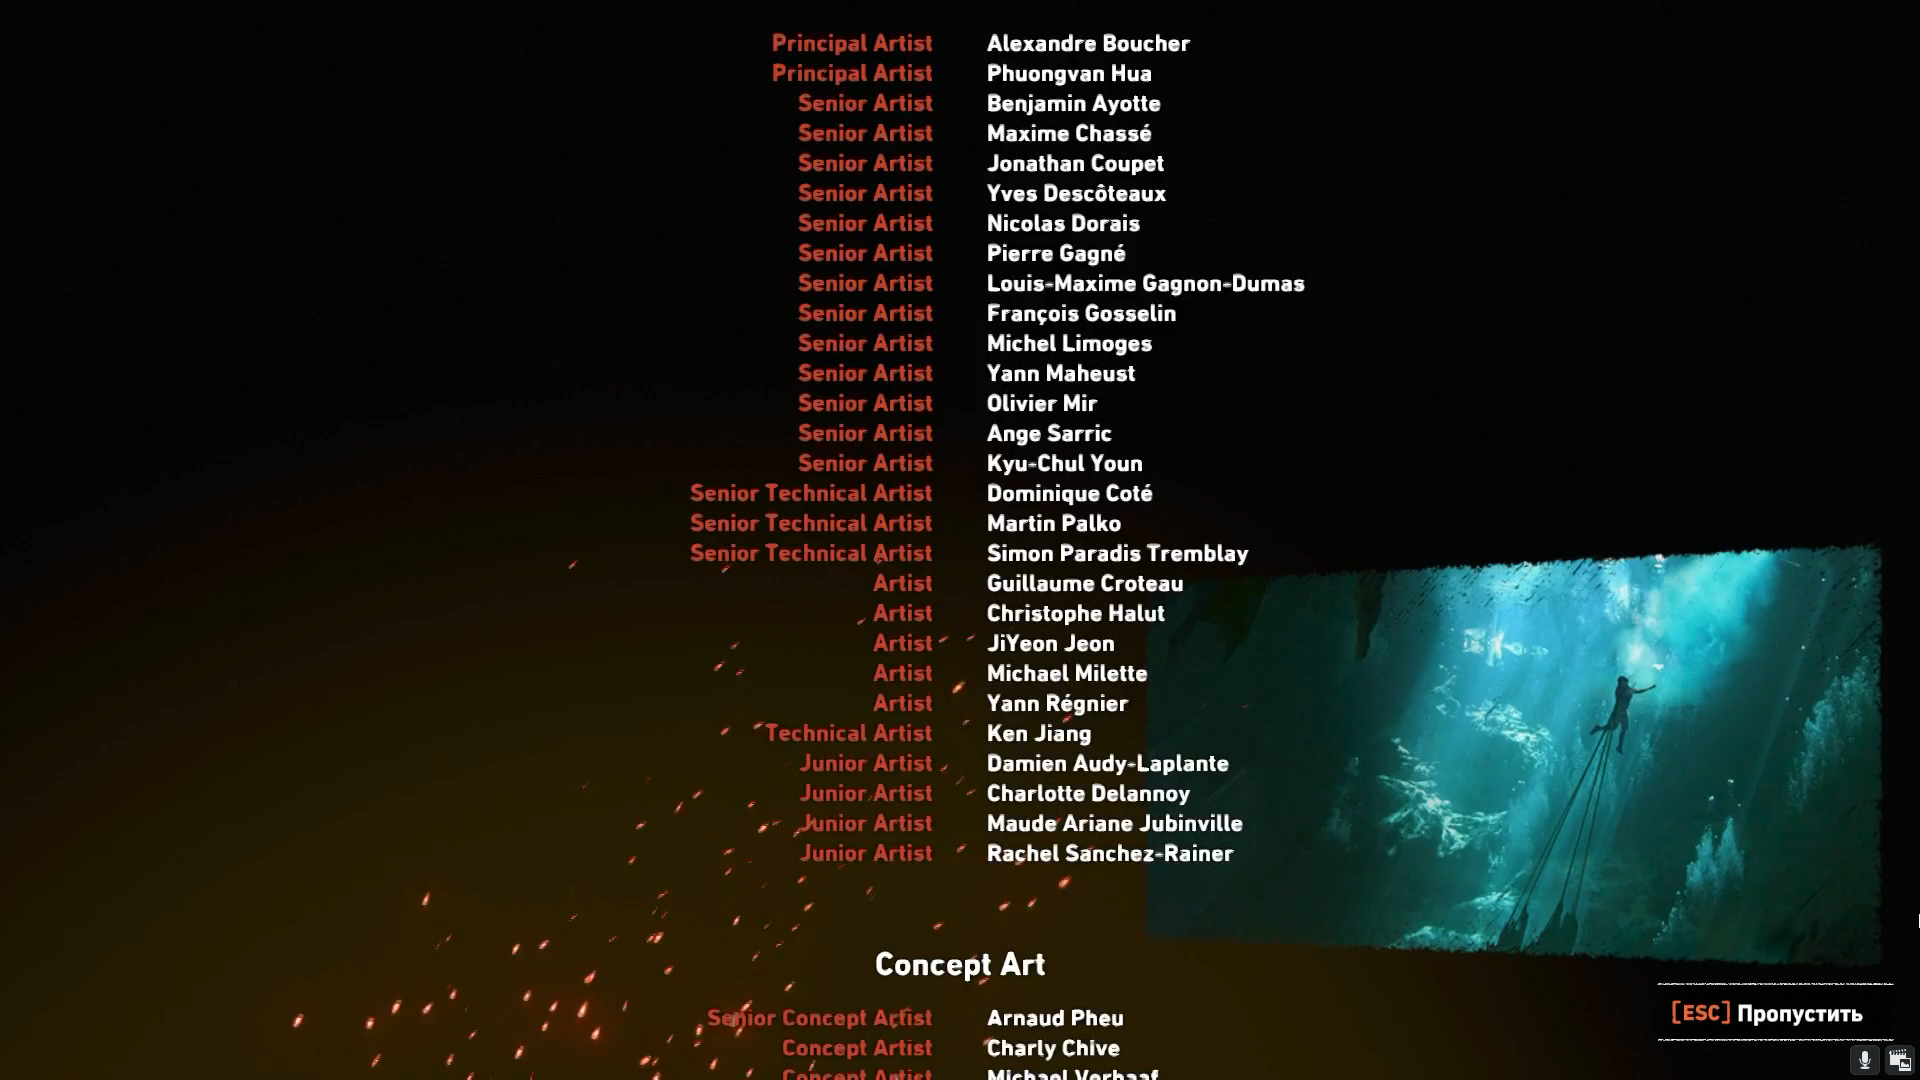 Principal Artist Alexandre Boucher
Principal Artist Phuongvan Hua
Senior Artist Benjamin Ayotte
Senior Artist Maxime Chassé
Senior Artist Jonathan Coupet
Senior Artist Yves Descôteaux
Senior Artist Nicolas Dorais
Senior Artist Pierre Gagné
Senior Artist Louis-Maxime Gagnon-Dumas
Senior Artist François Gosselin
Senior Artist Michel Limoges
Senior Artist Yann Maheust
Senior Artist Olivier Mir
Senior Artist Ange Sarric
Senior Artist Kyu-Chul Youn
Senior Technical Artist Dominique Coté
Senior Technical Artist Martin Palko
Senior Technical Artist Simon Paradis Tremblay
Artist Guillaume Croteau
Artist Christophe Halut
Artist JiYeon Jeon
Artist Michael Milette
Artist Yann Régnier
Technical Artist Ken Jiang
Junior Artist Damien Audy-Laplante
Junior Artist Charlotte Delannoy
Junior Artist Maude Ariane Jubinville
Junior Artist Rachel Sanchez-Rainer
Concept Art
Senior Concept Artist Arnaud Pheu
[ESC] Пропустить
Concept Artist Charly Chive
Concept Artist Michael Verhaaf